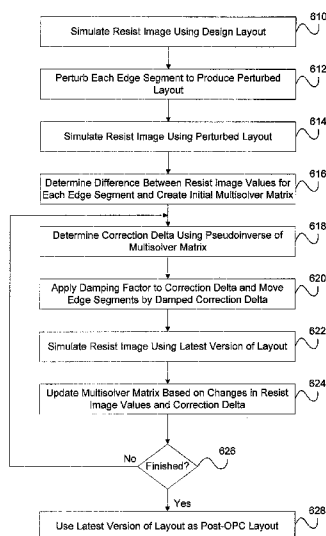 610
Simulate Resist Image Using Design Layout
612
Perturb Each Edge Segment to Produce Perturbed
Layout
614
Simulate Resist Image Using Perturbed Layout
616
Determine Difference Between Resist Image Values for
Each Edge Segment and Create Initial Multisolver Matrix
618
Determine Correction Delta Using Pseudoinverse of
Multisolver Matrix
620
Apply Damping Factor to Correction Delta and Move
Edge Segments by Damped Correction Delta
622
Simulate Resist Image Using Latest Version of Layout
624
Update Multisolver Matrix Based on Changes in Resist
Image Values and Correction Delta
No
Finished?
626
Yes
628
Use Latest Version of Layout as Post-OPC Layout